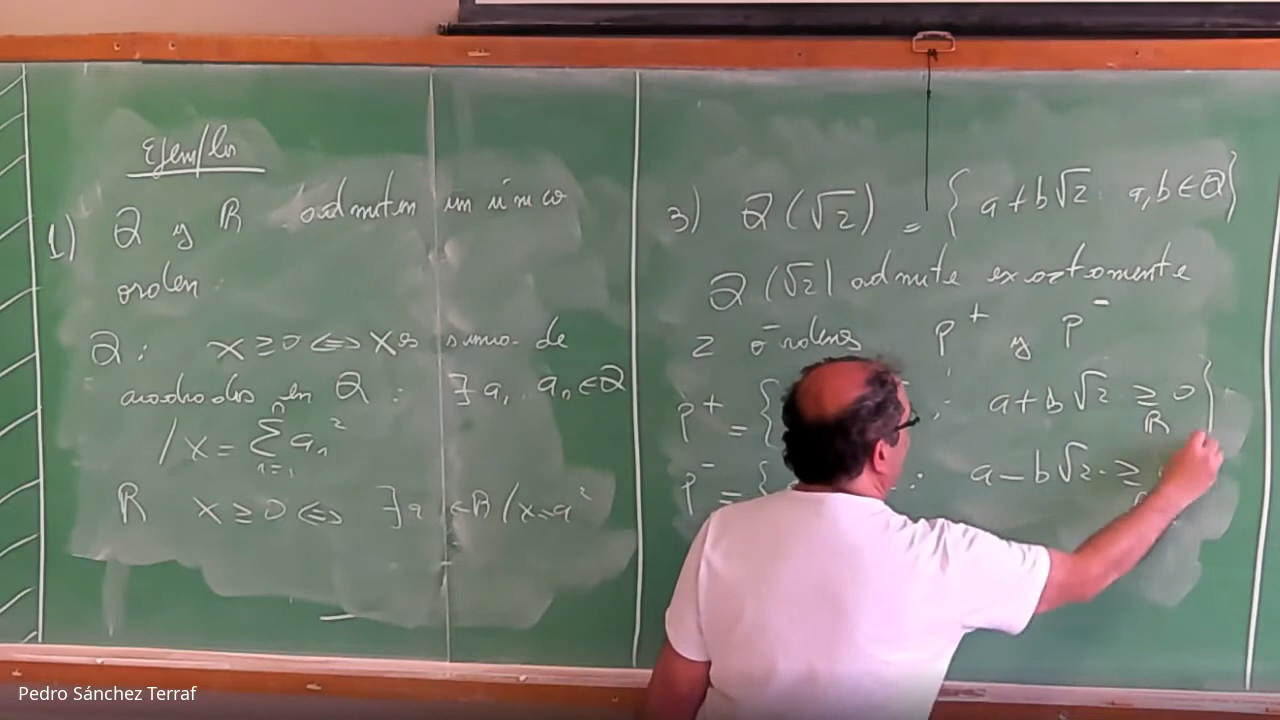 Ejemplos
1) Q y R admiten un único
orden.
Q: x ≥ 0 ⇔ x es suma de
cuadrados en Q : ∃ a₁, aₙ ∈ Q
/ x = Σ aᵢ²
R x ≥ 0 ⇔ ∃ a ∈ R / x = a²
3) Q(√2) = { a + b√2 a, b ∈ Q}
Q(√2) admite exactamente
2 órdenes P⁺ y P⁻
P⁺ = { : a + b√2 ≥ 0 }
R
P⁻ = { : a - b√2 ≥
Pedro Sánchez Terraf